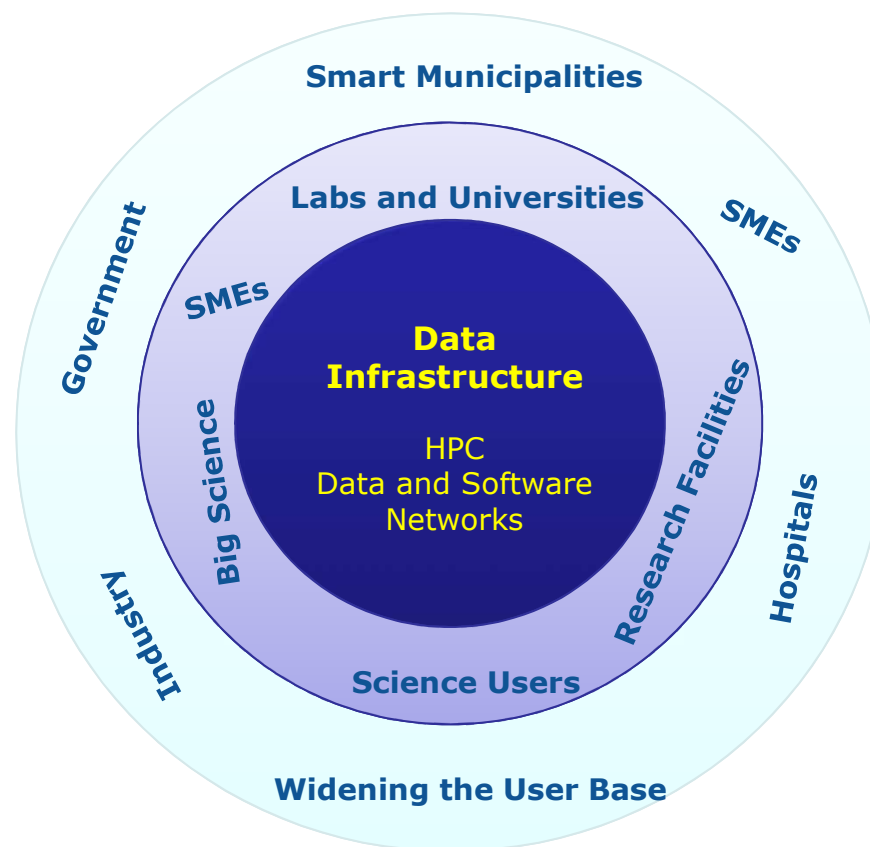 Smart Municipalities
Labs and Universities
SMEs
Government
SMEs
Data
Infrastructure
HPC
Data and Software
Networks
Big Science
Research Facilities
Hospitals
Industry
Science Users
Widening the User Base